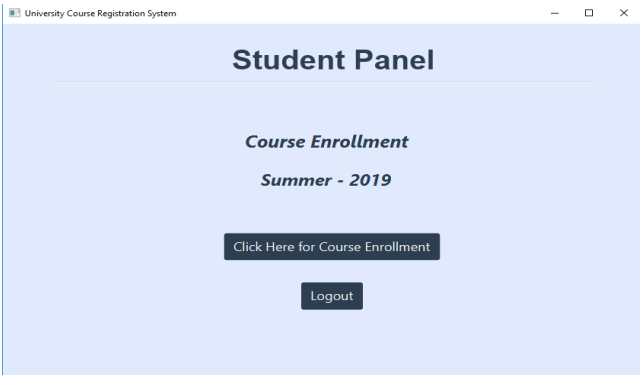 University Course Registration System
Student Panel
Course Enrollment
Summer - 2019
Click Here for Course Enrollment
Logout